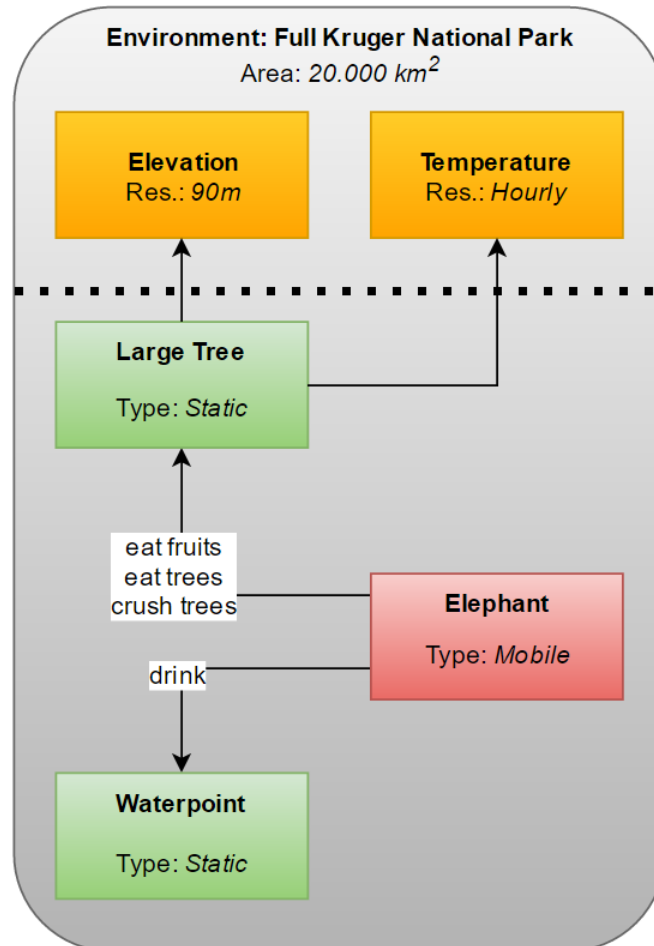 Environment: Full Kruger National Park
Area: 20.000 km²
Elevation
Res.: 90m
Temperature
Res.: Hourly
Large Tree
Type: Static
eat fruits
eat trees
crush trees
Elephant
Type: Mobile
drink
Waterpoint
Type: Static